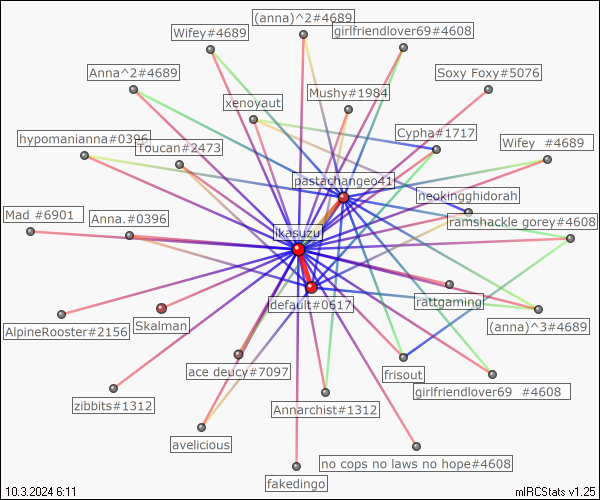 (anna)^2#4689
Wifey#4689
girlfriendlover69#4608
Anna^2#4689
Soxy Foxy#5076
Mushy#1984
xenoyaut
Cypha#1717
hypomanianna#0396
Toucan#2473
Wifey   #4689
pastachangeo41
neokingghidorah
Mad #6901
Anna.#0396
ramshackle gorey#4608
ikasuzu
default#0617
rattgaming
AlpineRooster#2156
Skalman
(anna)^3#4689
ace deucy#7097
frisout
girlfriendlover69   #4608
zibbits#1312
Annarchist#1312
avelicious
no cops no laws no hope#4608
fakedingo
10.3.2024 6:11
mIRCStats v1.25